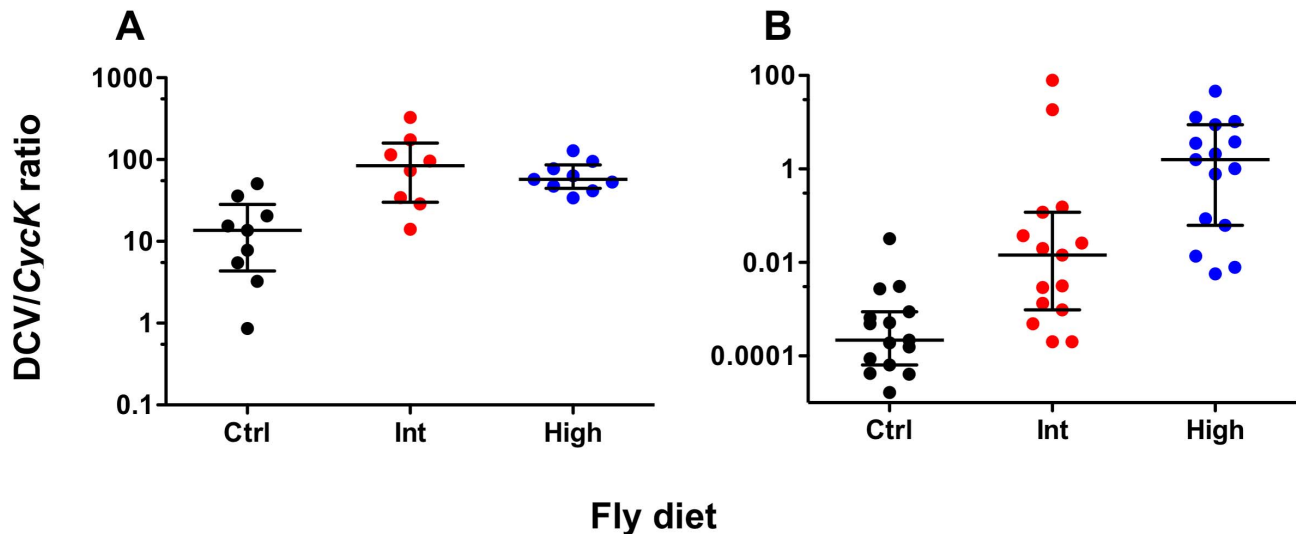 A
B
DCV/CycK ratio
1000
100
10
1
0.1
Ctrl
Int
High
100
1
0.01
0.0001
Ctrl
Int
High
Fly diet